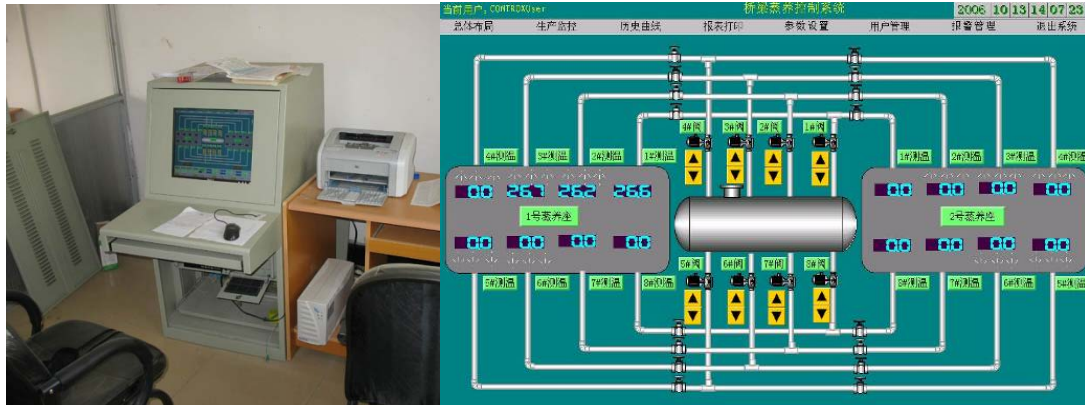 当前用户，CONTROXUser 桥梁蒸养控制系统 2006 10 13 14 07 23
总体布局 生产监控 历史曲线 报表打印 参数设置 用户管理 报警管理 退出系统
4#阀 3#阀 2#阀 1#阀
4#测温 3#测温 2#测温 1#测温 1#测温 2#测温 3#测温 4#测温
00 26.7 26.2 26.6 00 00 00 00
1号蒸养座 2号蒸养座
00 00 00 00 00 00 00 00
5#阀 6#阀 7#阀 8#阀
5#测温 6#测温 7#测温 8#测温 8#测温 7#测温 6#测温 5#测温